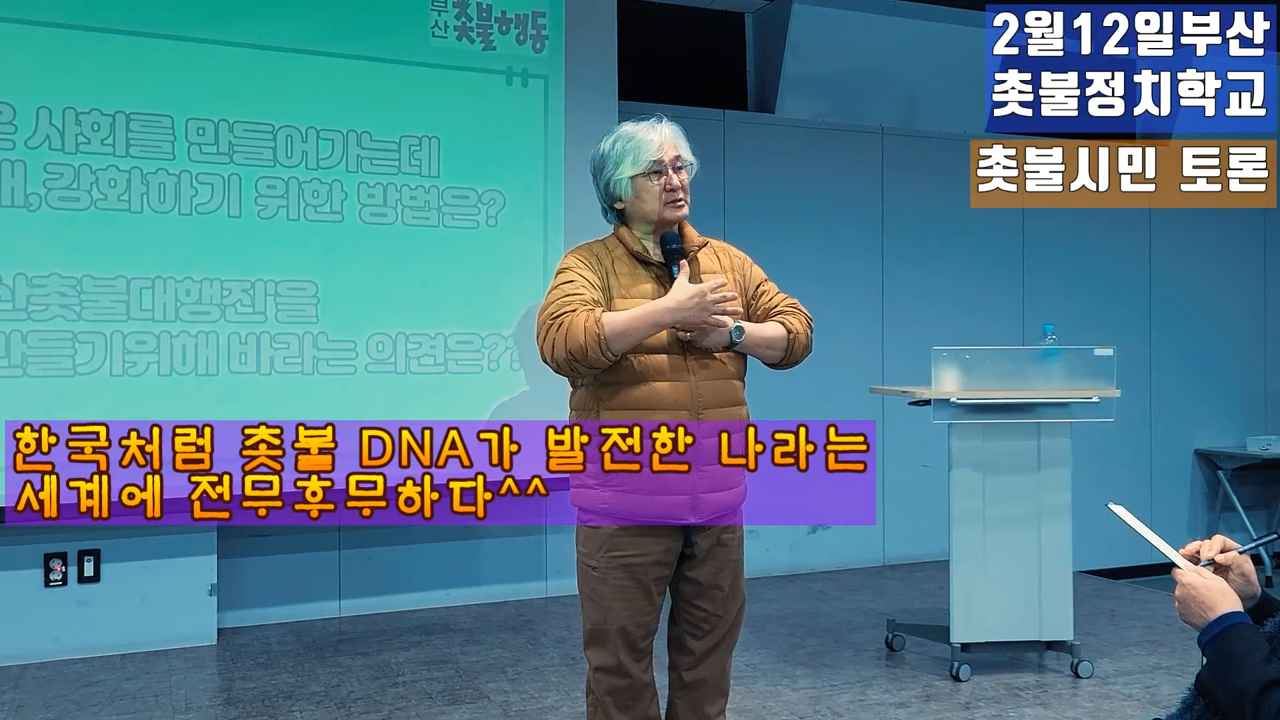 부산 촛불행동
2월12일부산
촛불정치학교
촛불시민 토론
사회를 만들어가는데
강화하기 위한 방법은?
촛불대행진'을
만들기위해 바라는 의견은?
한국처럼 촛불 DNA가 발전한 나라는
세계에 전무후무하다^^